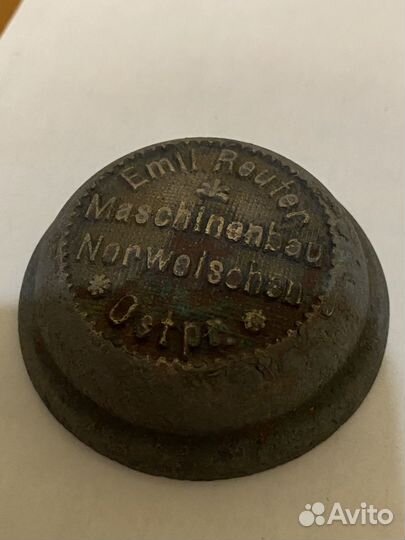 Emil Reuter
Maschinenbau
Norweischen
Ostpr.
Avito